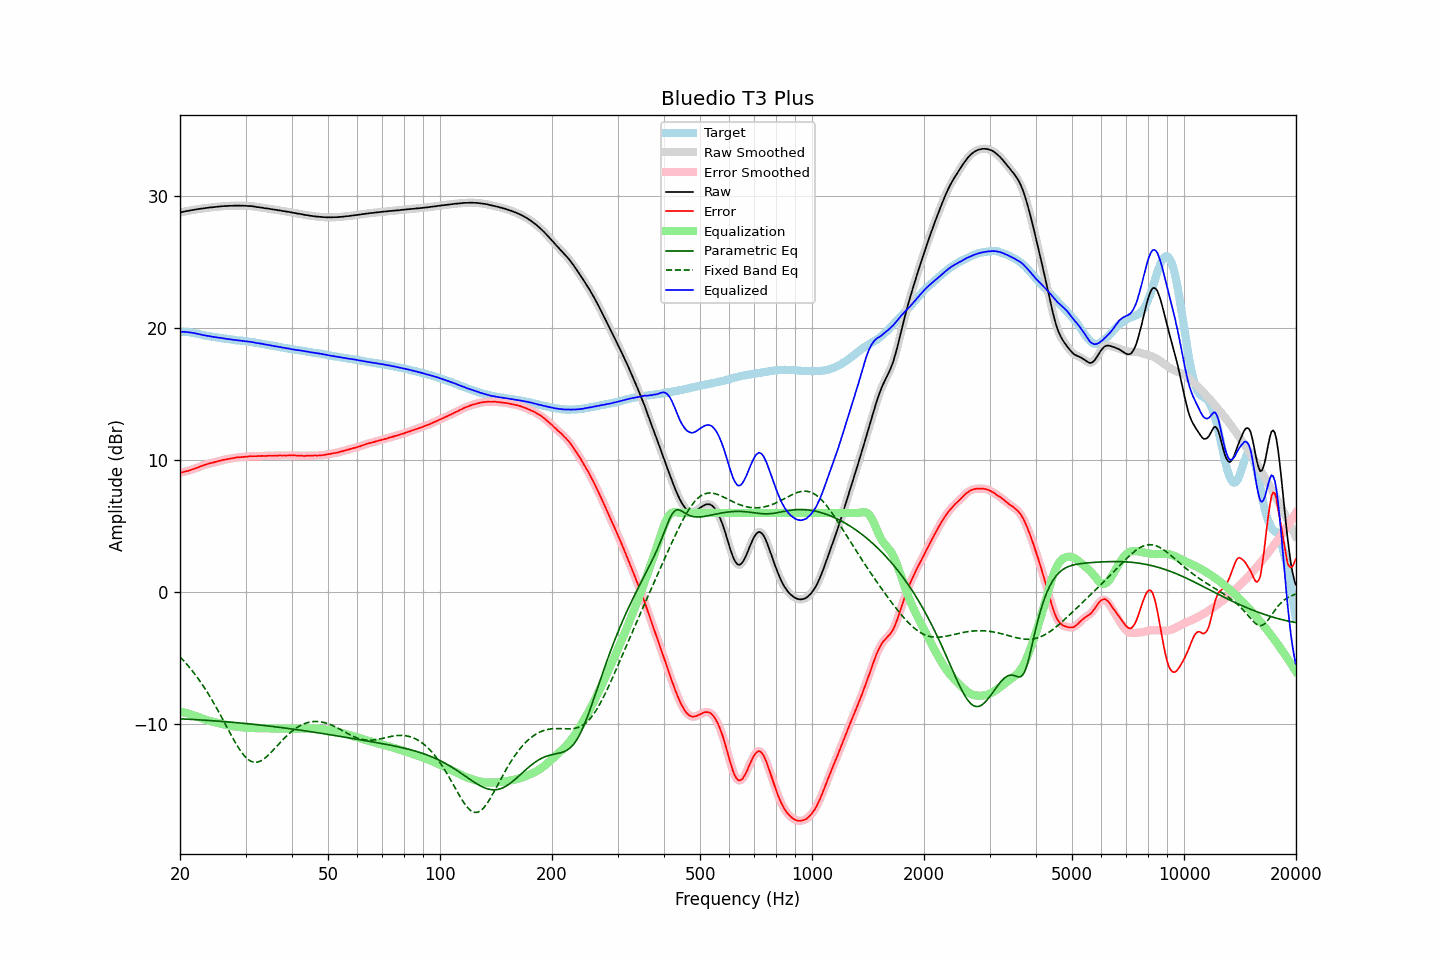 Bluedio T3 Plus
Target
Raw Smoothed
Error Smoothed
Raw
Error
Equalization
Parametric Eq
Fixed Band Eq
Equalized
Amplitude (dBr)
30
20
10
0
−10
20
50
100
200
500
1000
2000
5000
10000
20000
Frequency (Hz)